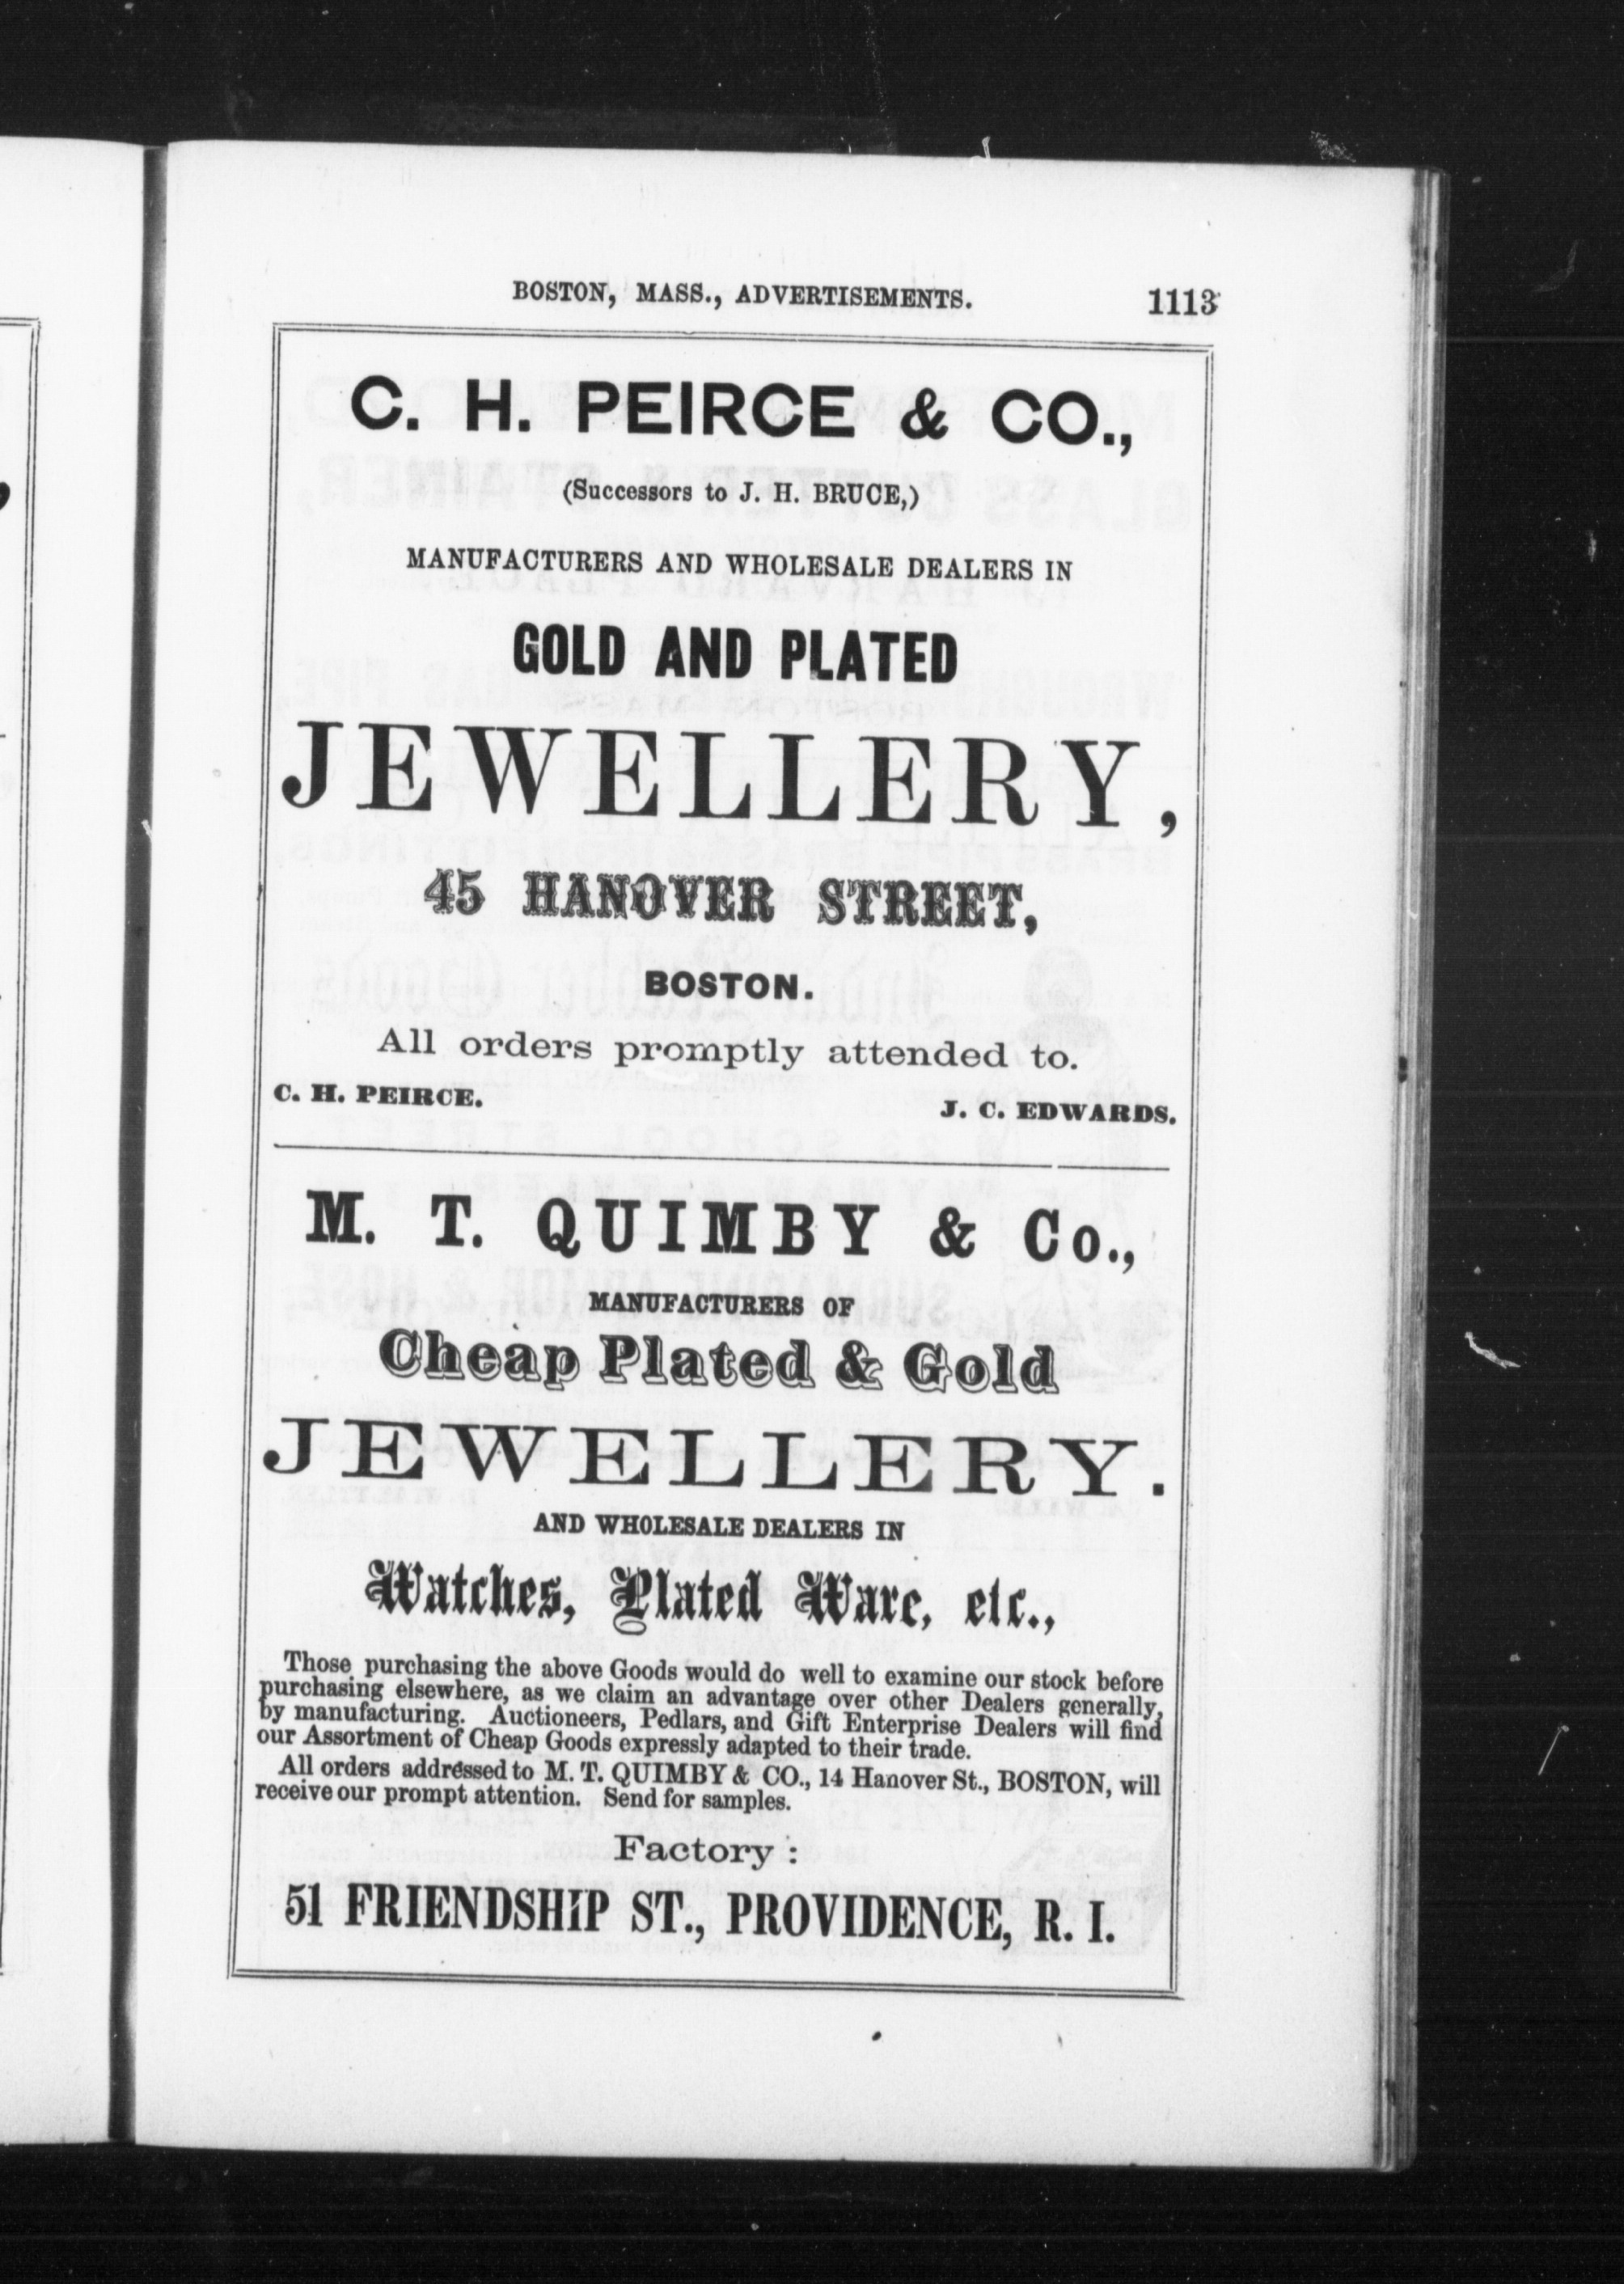 BOSTON, MASS., ADVERTISEMENTS. 1113
C. H. PEIRCE & CO.,
(Successors to J. H. BRUCE,)
MANUFACTURERS AND WHOLESALE DEALERS IN
GOLD AND PLATED
JEWELLERY,
45 HANOVER STREET,
BOSTON.
All orders promptly attended to.
C. H. PEIRCE. J. C. EDWARDS.
M. T. QUIMBY & Co.,
MANUFACTURERS OF
Cheap Plated & Gold
JEWELLERY.
AND WHOLESALE DEALERS IN
Watches, Plated Ware, etc.,
Those purchasing the above Goods would do well to examine our stock before
purchasing elsewhere, as we claim an advantage over other Dealers generally,
by manufacturing. Auctioneers, Pedlars, and Gift Enterprise Dealers will find
our Assortment of Cheap Goods expressly adapted to their trade.
All orders addressed to M. T. QUIMBY & CO., 14 Hanover St., BOSTON, will
receive our prompt attention. Send for samples.
Factory:
51 FRIENDSHIP ST., PROVIDENCE, R. I.